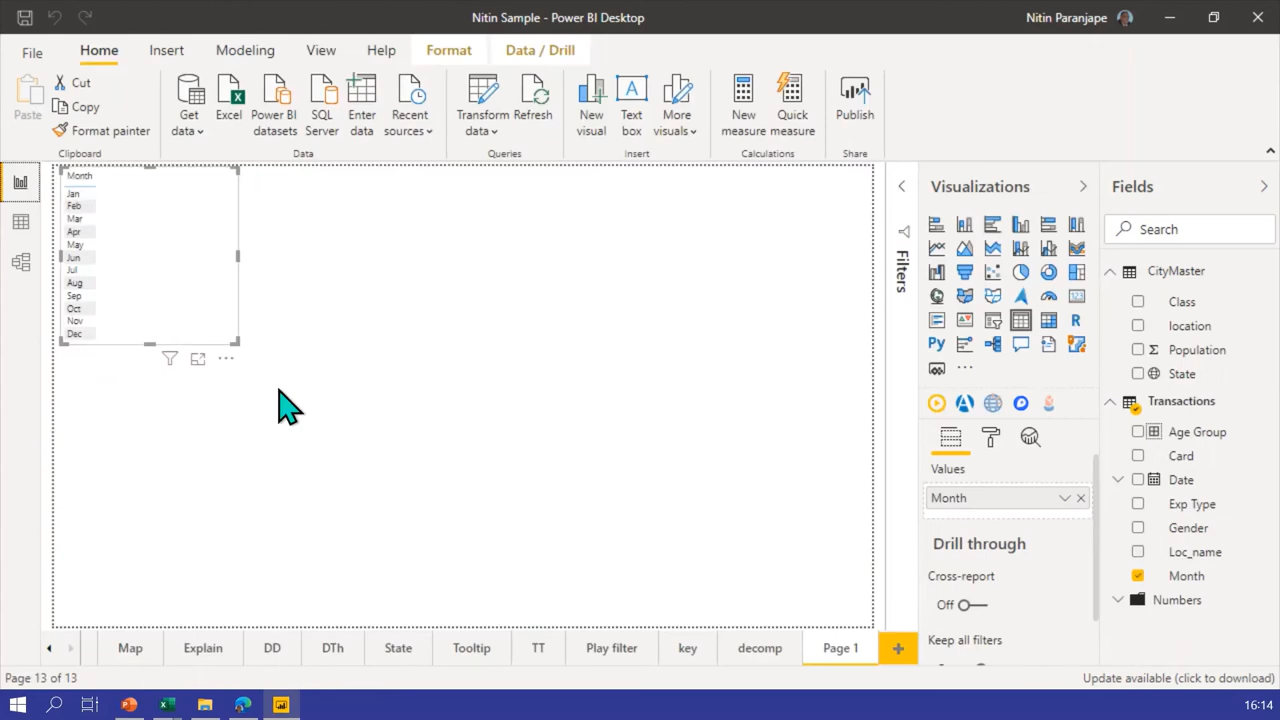 Nitin Sample - Power BI Desktop
Nitin Paranjape
File Home Insert Modeling View Help Format Data / Drill
Paste
Cut
Copy
Format painter
Clipboard
Get data
Excel
Power BI datasets
SQL Server
Enter data
Recent sources
Data
Transform data
Refresh
Queries
New visual
A
Text box
More visuals
Insert
New measure
Quick measure
Calculations
Publish
Share
Month
Jan
Feb
Mar
Apr
May
Jun
Jul
Aug
Sep
Oct
Nov
Dec
Filters
Visualizations
123
R
Py
Values
Month
Drill through
Cross-report
Off
Keep all filters
Fields
Search
CityMaster
Class
location
Σ Population
State
Transactions
Age Group
Card
Date
Exp Type
Gender
Loc_name
Month
Numbers
Map Explain DD DTh State Tooltip TT Play filter key decomp Page 1 +
Page 13 of 13
Update available (click to download)
16:14